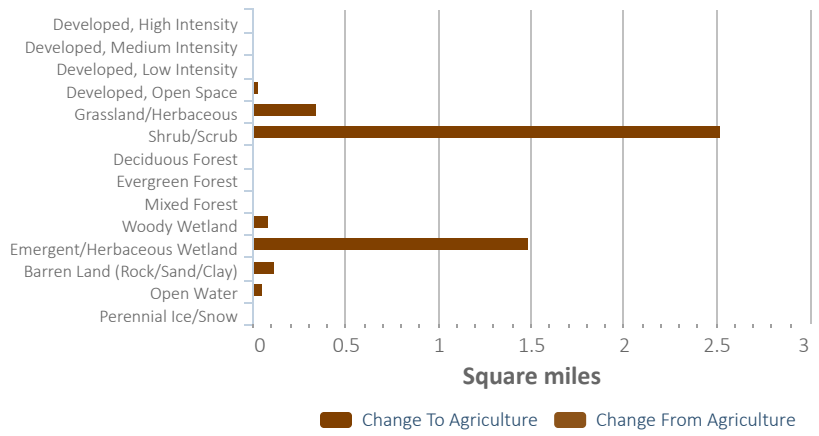 Developed, High Intensity
Developed, Medium Intensity
Developed, Low Intensity
Developed, Open Space
Grassland/Herbaceous
Shrub/Scrub
Deciduous Forest
Evergreen Forest
Mixed Forest
Woody Wetland
Emergent/Herbaceous Wetland
Barren Land (Rock/Sand/Clay)
Open Water
Perennial Ice/Snow
0 0.5 1 1.5 2 2.5 3
Square miles
Change To Agriculture Change From Agriculture